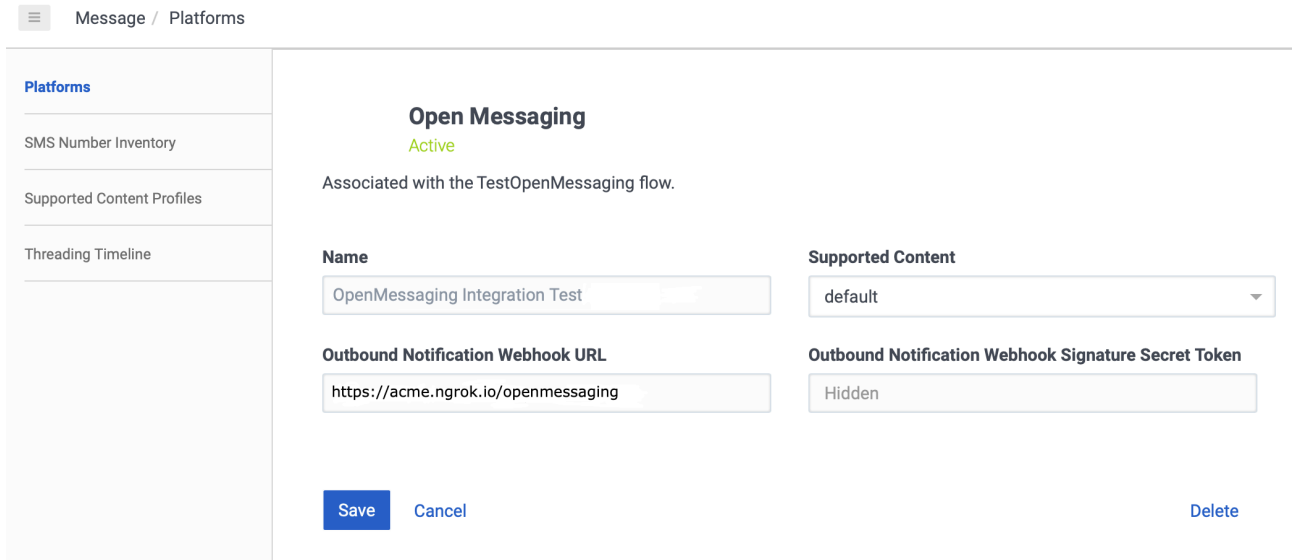 Message / Platforms
Platforms
SMS Number Inventory
Supported Content Profiles
Threading Timeline
Open Messaging
Active
Associated with the TestOpenMessaging flow.
Name
OpenMessaging Integration Test
Supported Content
default
Outbound Notification Webhook URL
https://acme.ngrok.io/openmessaging
Outbound Notification Webhook Signature Secret Token
Hidden
Save Cancel Delete